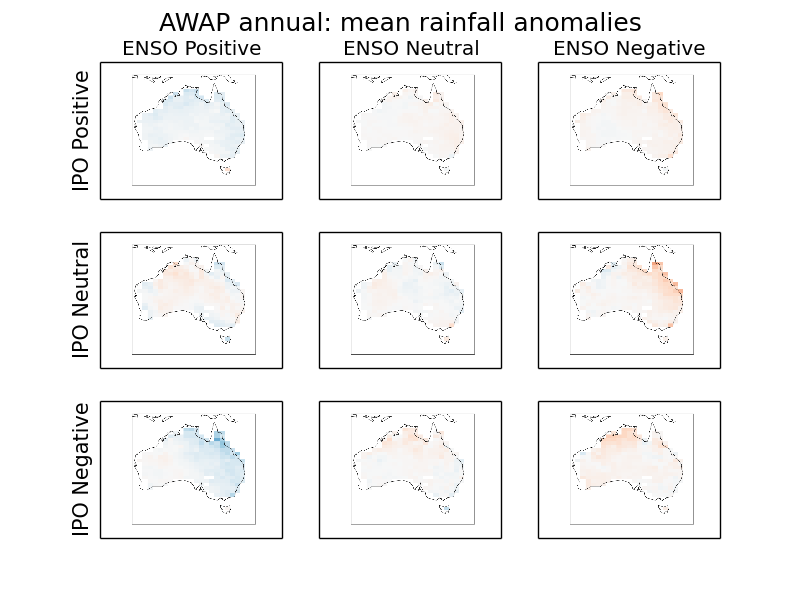 AWAP annual: mean rainfall anomalies
ENSO Positive
ENSO Neutral
ENSO Negative
IPO Positive
IPO Neutral
IPO Negative